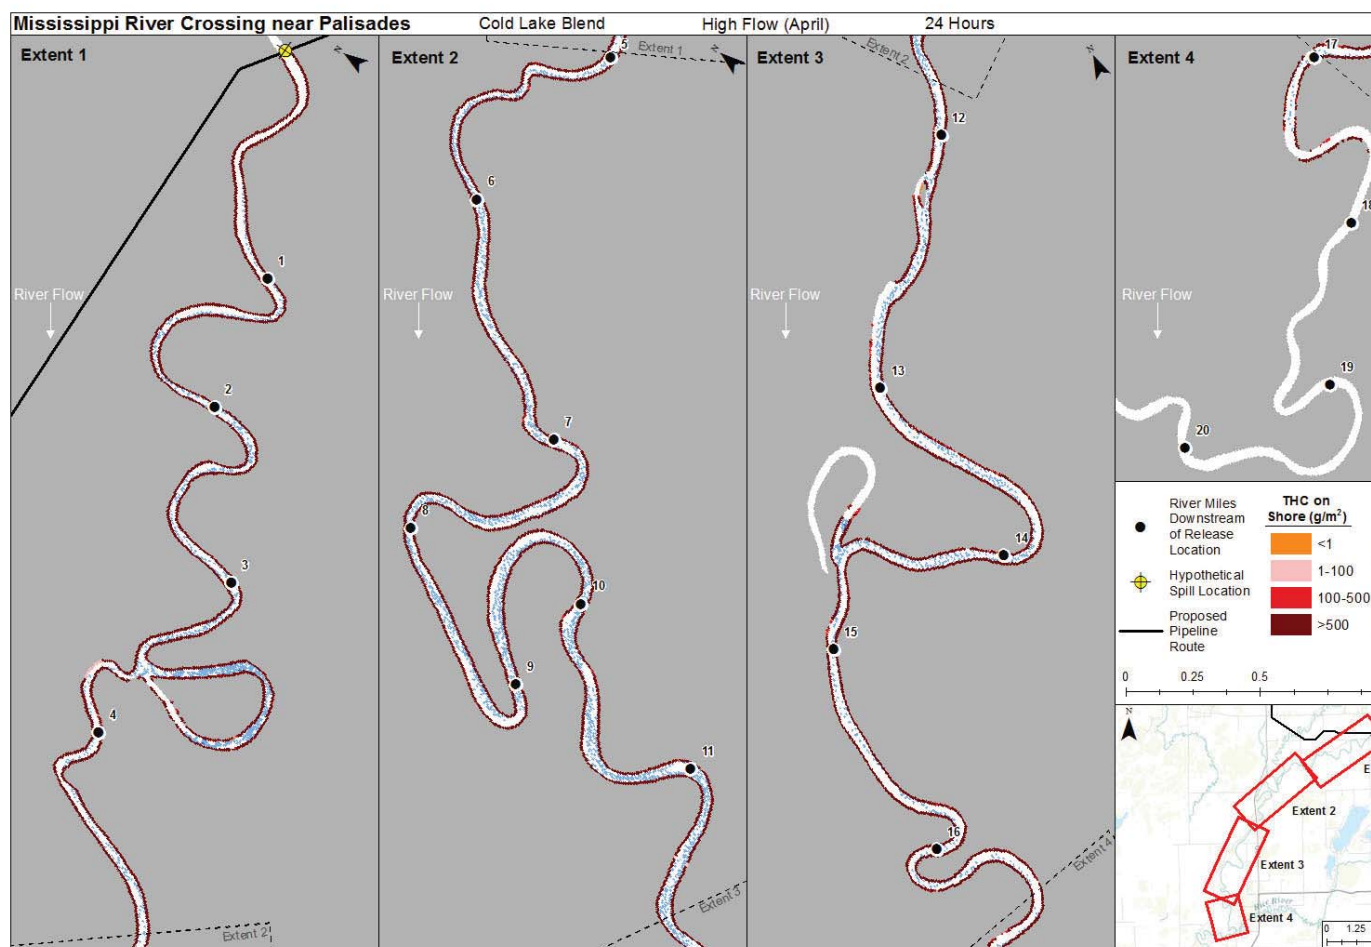 Mississippi River Crossing near Palisades Cold Lake Blend High Flow (April) 24 Hours
Extent 1
N
River Flow
1
2
3
4
Extent 2
Extent 2
N
Extent 1
5
River Flow
6
7
8
9
10
11
Extent 3
Extent 3
N
Extent 2
River Flow
12
13
14
15
16
Extent 4
Extent 4
17
River Flow
18
19
20
River Miles
Downstream
of Release
Location
Hypothetical
Spill Location
Proposed
Pipeline
Route
THC on
Shore (g/m²)
<1
1-100
100-500
>500
0 0.25 0.5
N
E
Extent 2
Extent 3
Extent 4
0 1.25